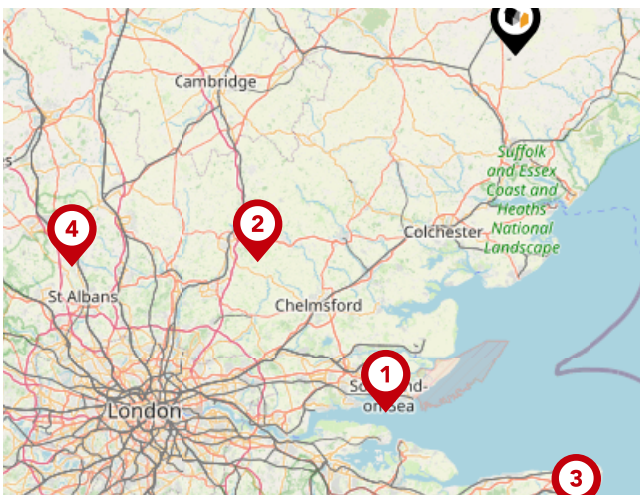 Cambridge
s
Suffolk
and Essex
Coast and
Heaths
National
Landscape
2
4
Colchester
St Albans
Chelmsford
1
on Sea
London
3